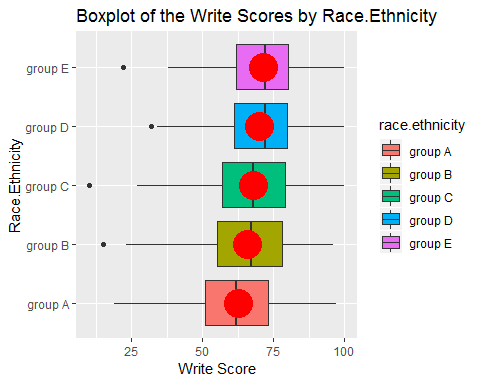 Boxplot of the Write Scores by Race.Ethnicity
Race.Ethnicity
group E
group D
group C
group B
group A
25 50 75 100
Write Score
race.ethnicity
group A
group B
group C
group D
group E